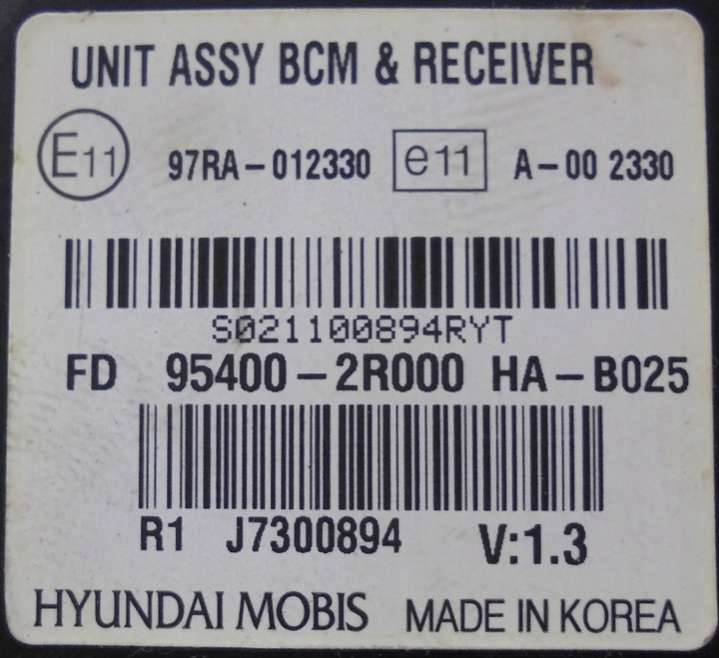 UNIT ASSY BCM & RECEIVER
E11 97RA-012330 e11 A-00 2330
S021100894RYT
FD 95400-2R000 HA-B025
R1 J7300894 V:1.3
HYUNDAI MOBIS MADE IN KOREA